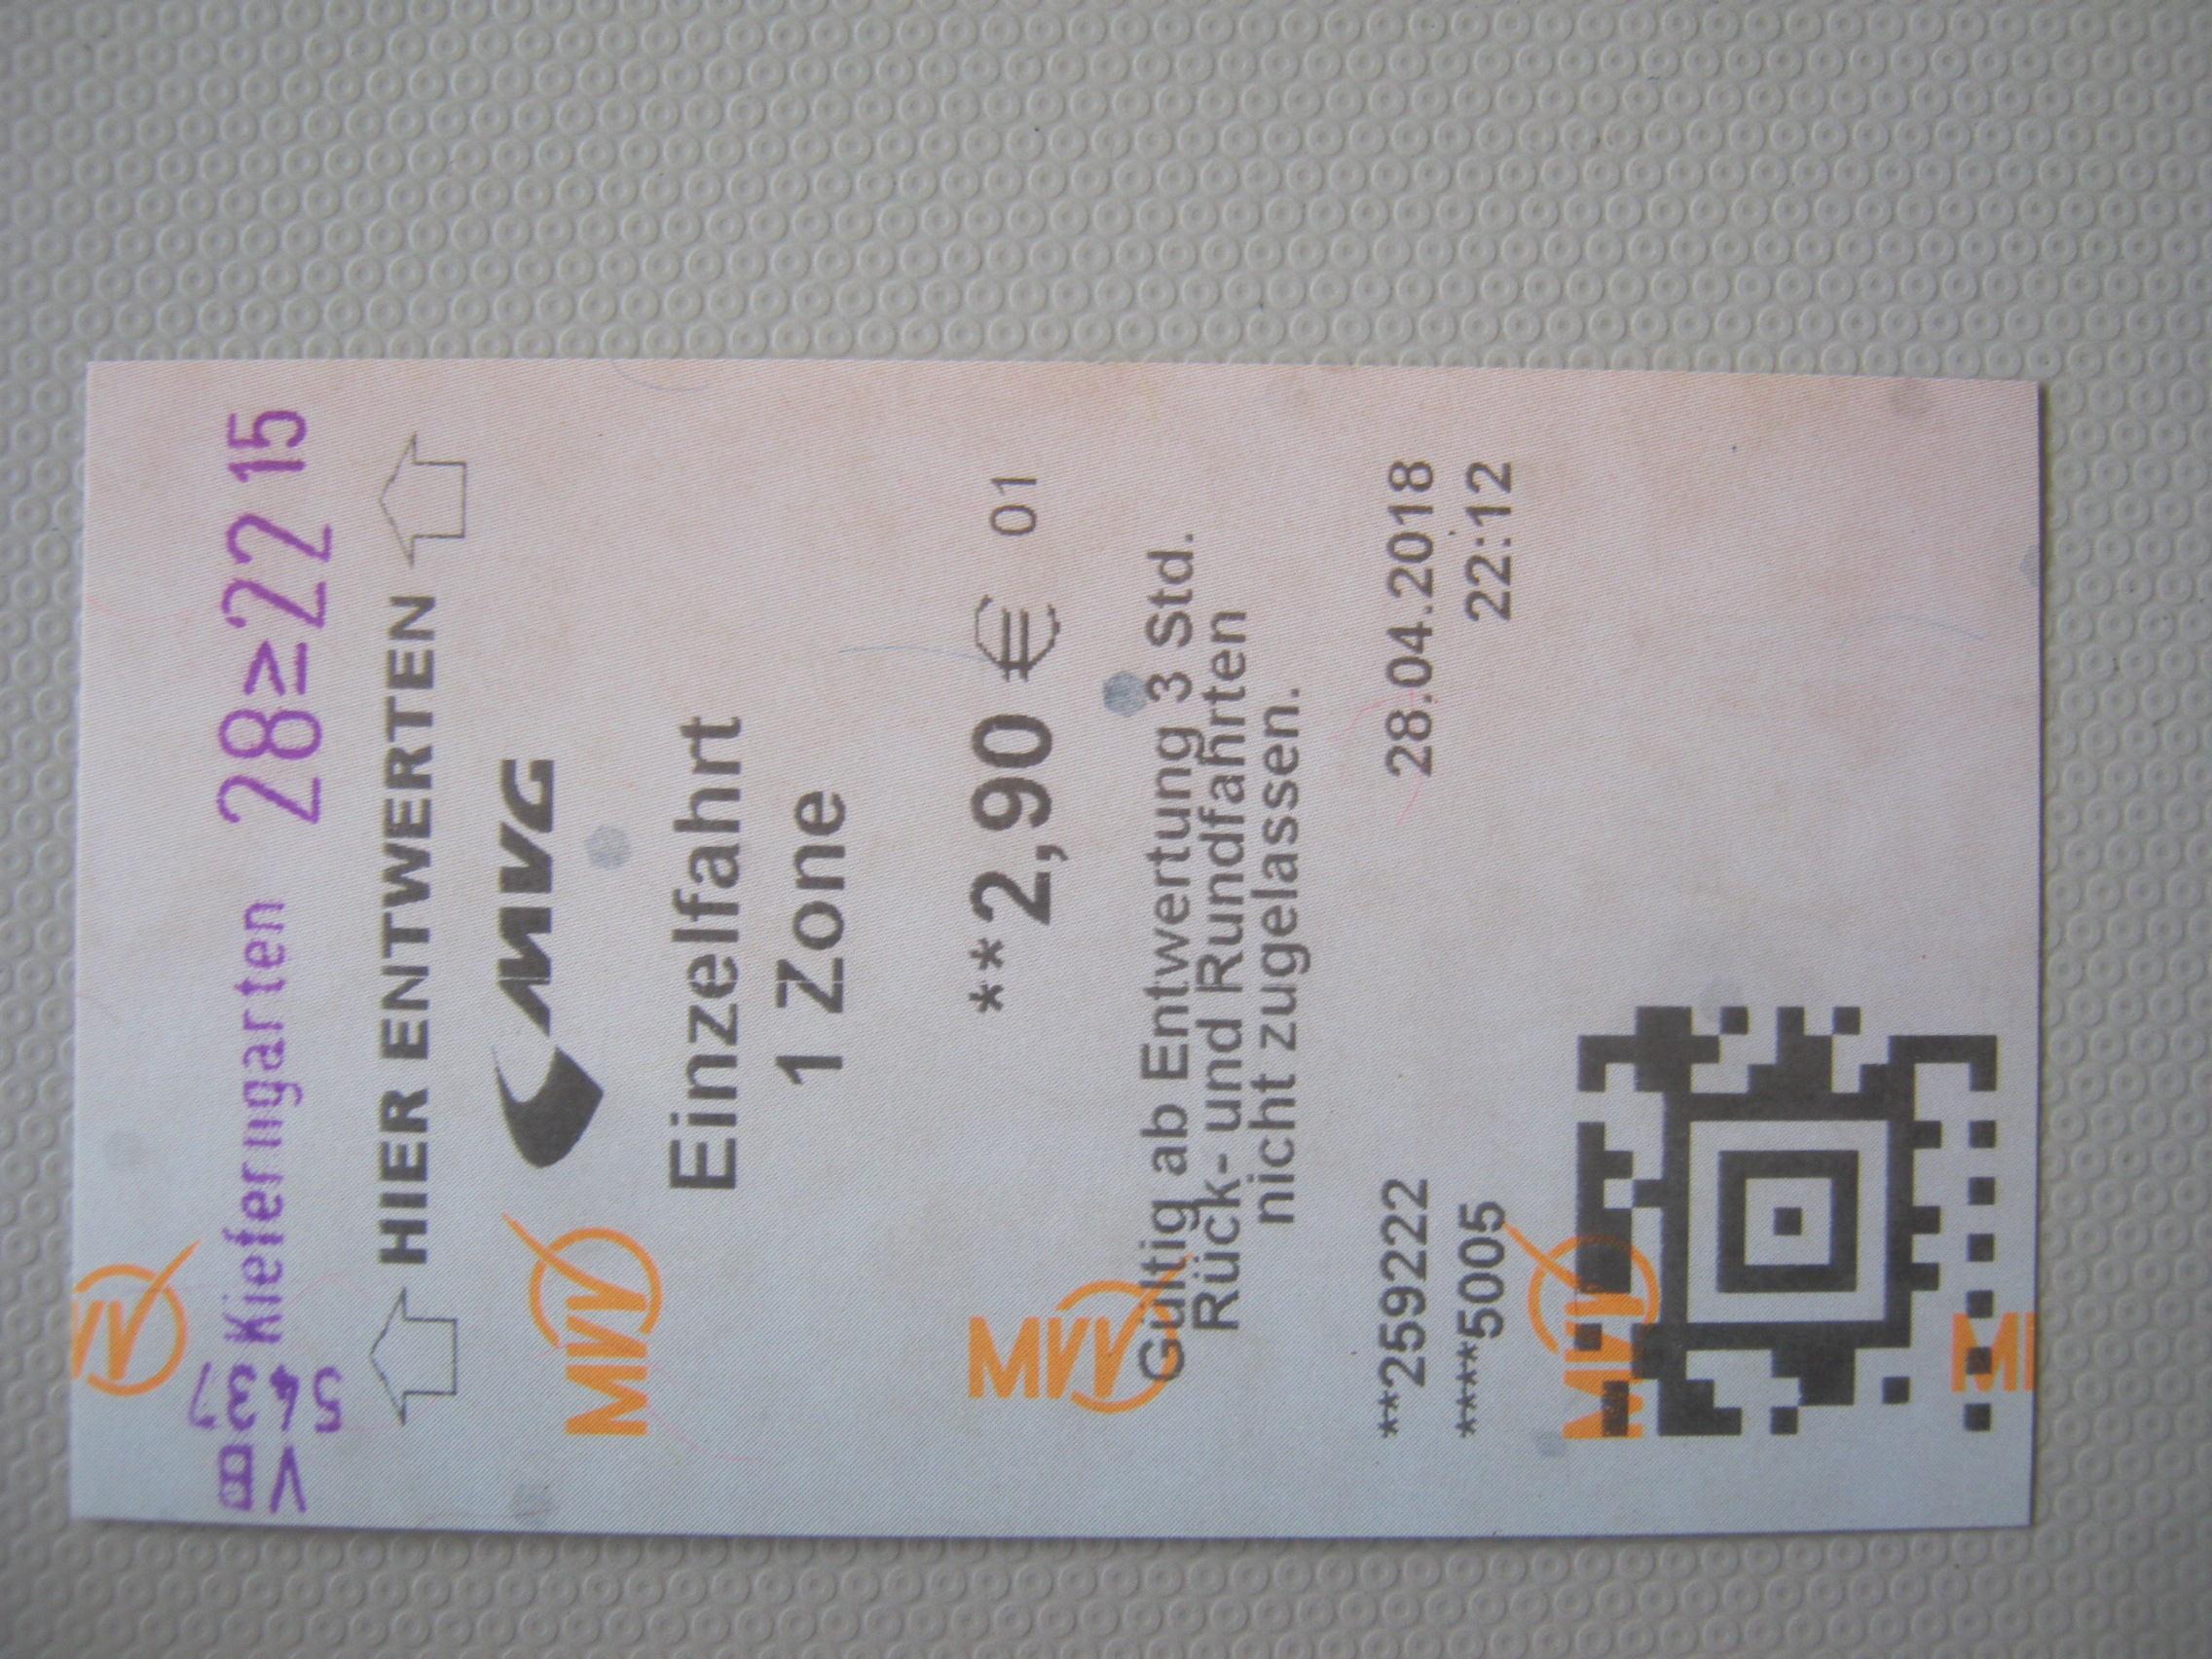 Kieferngarten 28≥22 15
HIER ENTWERTEN
MVG
MVV
Einzelfahrt
1 Zone
**2,90 € 01
MVV
Gültig ab Entwertung 3 Std.
Rück- und Rundfahrten
nicht zugelassen.
**259222 28.04.2018
****5005 22:12
MVV